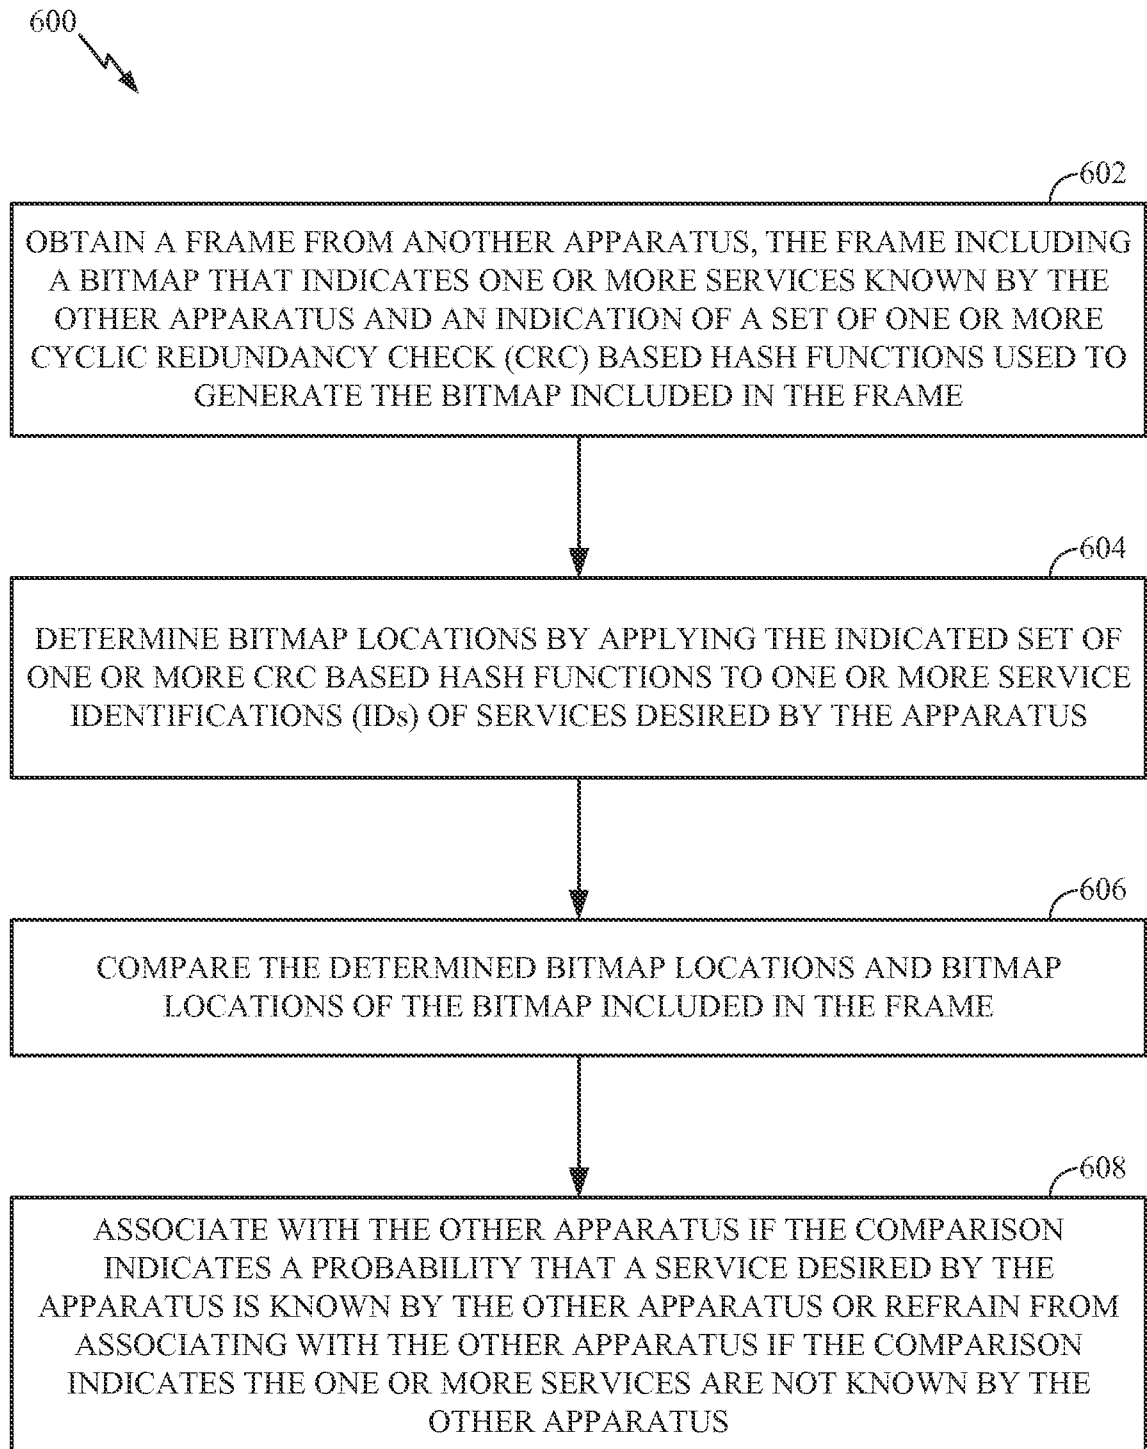 600
602
OBTAIN A FRAME FROM ANOTHER APPARATUS, THE FRAME INCLUDING
A BITMAP THAT INDICATES ONE OR MORE SERVICES KNOWN BY THE
OTHER APPARATUS AND AN INDICATION OF A SET OF ONE OR MORE
CYCLIC REDUNDANCY CHECK (CRC) BASED HASH FUNCTIONS USED TO
GENERATE THE BITMAP INCLUDED IN THE FRAME
604
DETERMINE BITMAP LOCATIONS BY APPLYING THE INDICATED SET OF
ONE OR MORE CRC BASED HASH FUNCTIONS TO ONE OR MORE SERVICE
IDENTIFICATIONS (IDs) OF SERVICES DESIRED BY THE APPARATUS
606
COMPARE THE DETERMINED BITMAP LOCATIONS AND BITMAP
LOCATIONS OF THE BITMAP INCLUDED IN THE FRAME
608
ASSOCIATE WITH THE OTHER APPARATUS IF THE COMPARISON
INDICATES A PROBABILITY THAT A SERVICE DESIRED BY THE
APPARATUS IS KNOWN BY THE OTHER APPARATUS OR REFRAIN FROM
ASSOCIATING WITH THE OTHER APPARATUS IF THE COMPARISON
INDICATES THE ONE OR MORE SERVICES ARE NOT KNOWN BY THE
OTHER APPARATUS